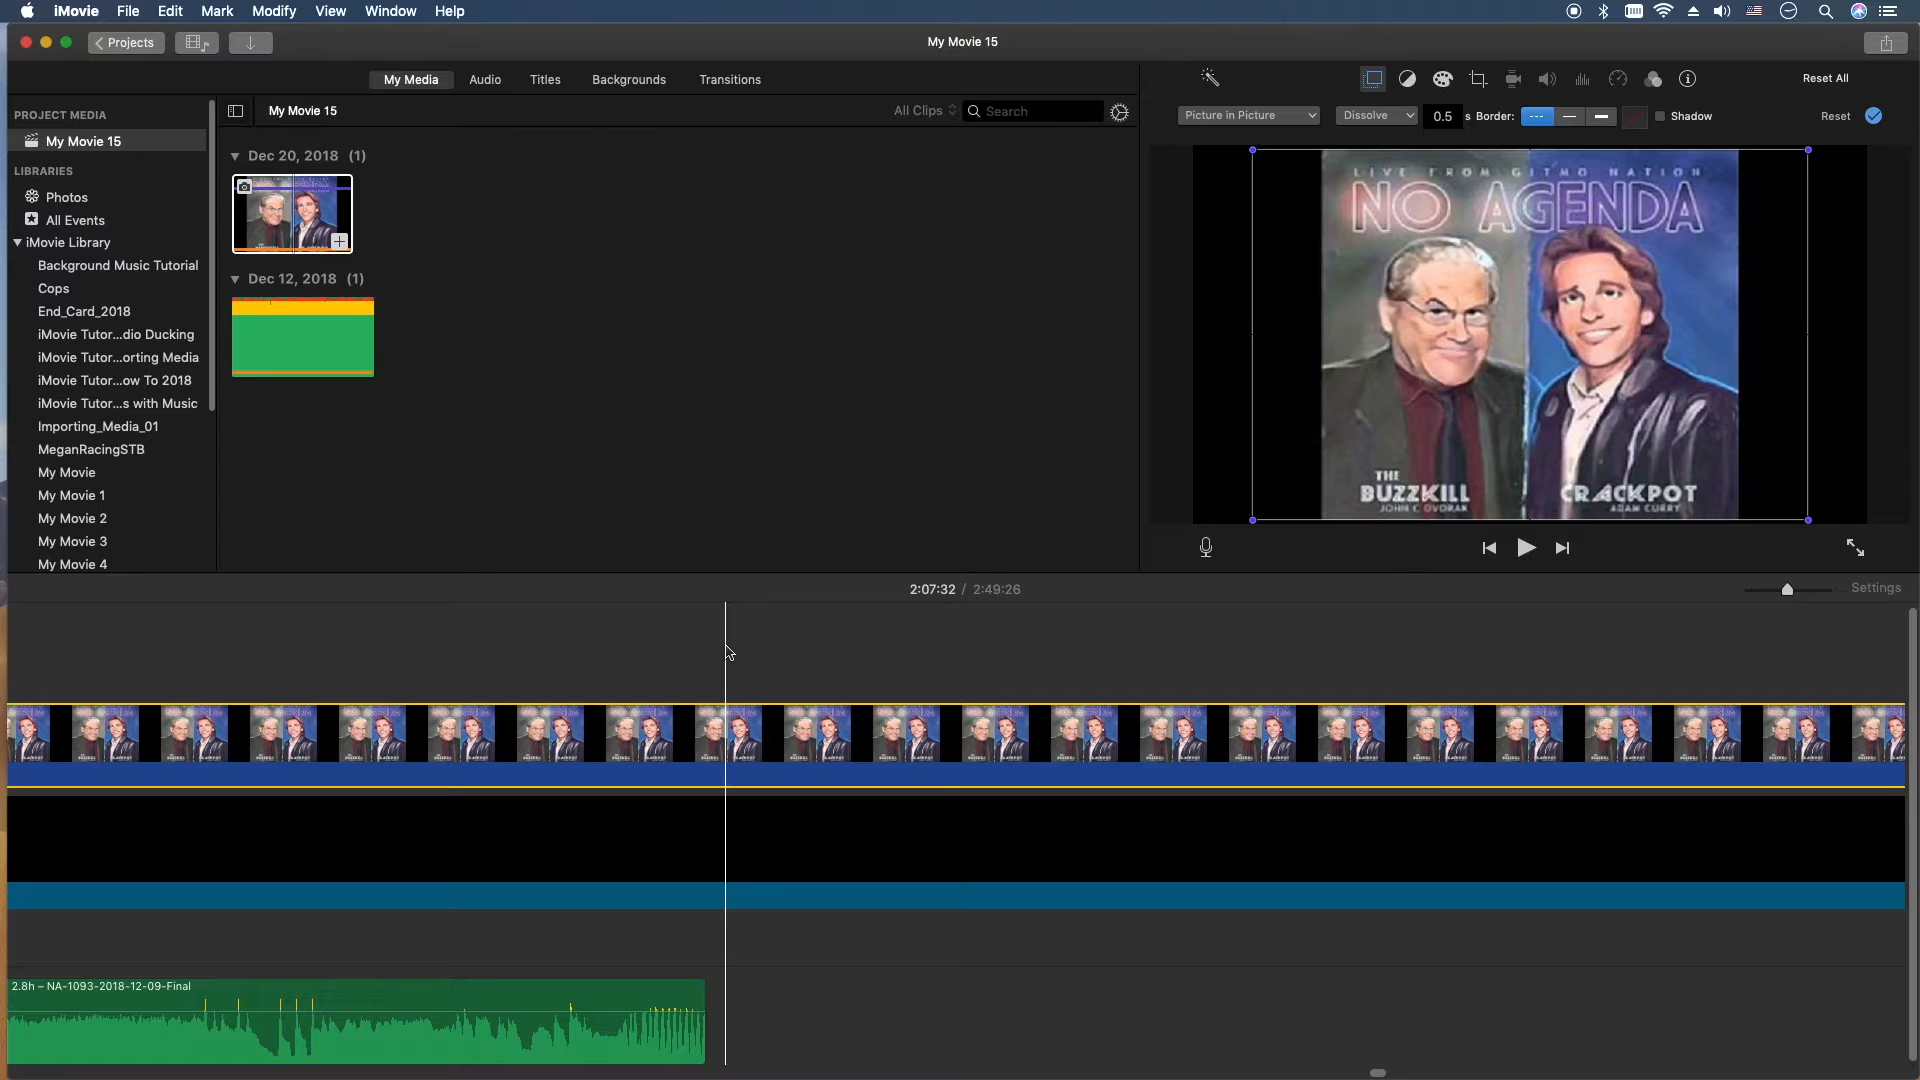 iMovie File Edit Mark Modify View Window Help
Projects
My Movie 15
My Media Audio Titles Backgrounds Transitions
Reset All
PROJECT MEDIA
My Movie 15
LIBRARIES
Photos
All Events
iMovie Library
Background Music Tutorial
Cops
End_Card_2018
iMovie Tutor...dio Ducking
iMovie Tutor...orting Media
iMovie Tutor...ow To 2018
iMovie Tutor...s with Music
Importing_Media_01
MeganRacingSTB
My Movie
My Movie 1
My Movie 2
My Movie 3
My Movie 4
My Movie 15
All Clips
Search
Dec 20, 2018 (1)
Dec 12, 2018 (1)
Picture in Picture
Dissolve
0.5 s Border:
Shadow
Reset
LIVE FROM GITMO NATION
NO AGENDA
THE
BUZZKILL
JOHN C DVORAK
CRACKPOT
ADAM CURRY
2:07:32 / 2:49:26
Settings
2.8h – NA-1093-2018-12-09-Final